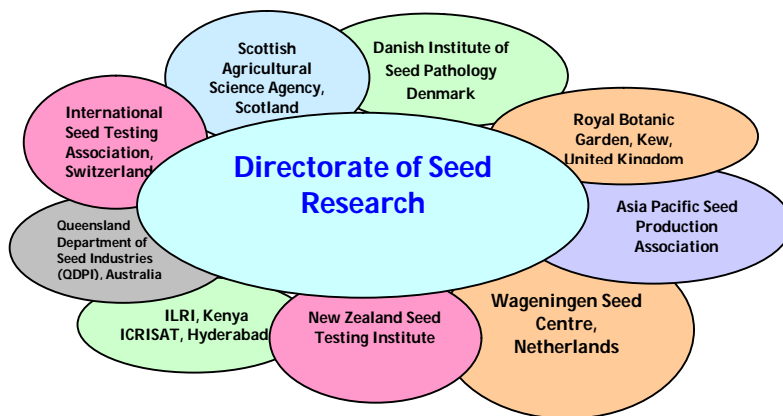 Scottish
Agricultural
Science Agency,
Scotland
Danish Institute of
Seed Pathology
Denmark
International
Seed Testing
Association,
Switzerland
Royal Botanic
Garden, Kew,
United Kingdom
Directorate of Seed
Research
Queensland
Department of
Seed Industries
(QDPI), Australia
Asia Pacific Seed
Production
Association
ILRI, Kenya
ICRISAT, Hyderabad
New Zealand Seed
Testing Institute
Wageningen Seed
Centre,
Netherlands